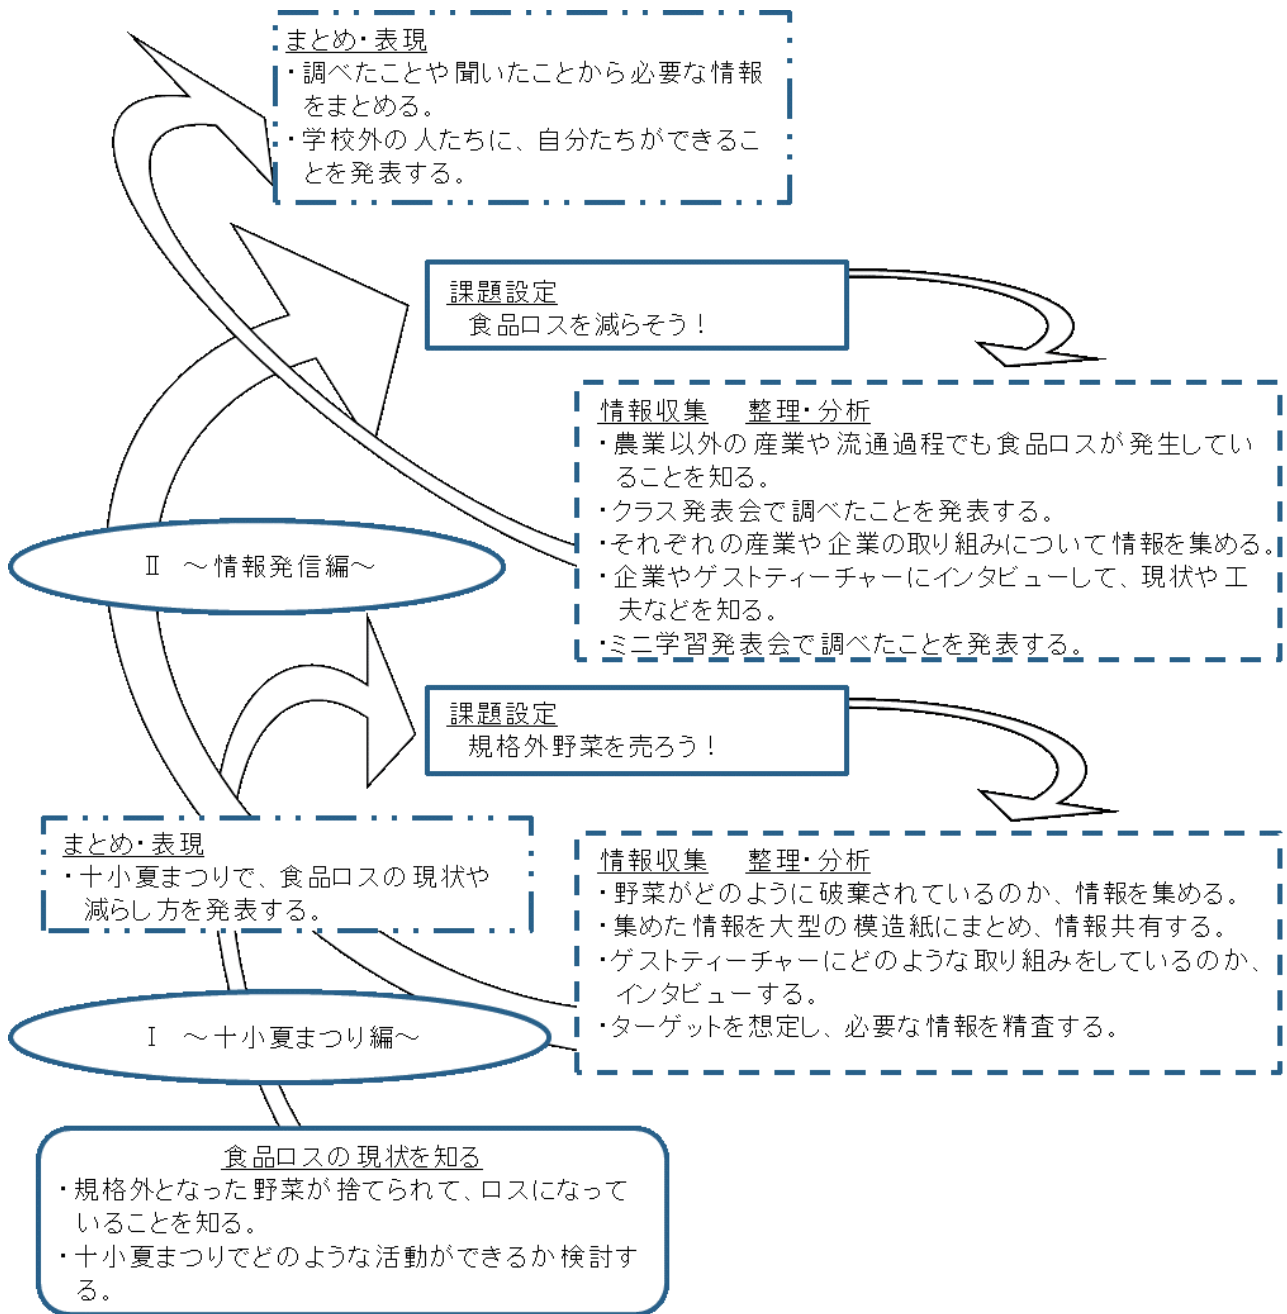 まとめ・表現
・調べたことや聞いたことから必要な情報
をまとめる。
・学校外の人たちに、自分たちができるこ
とを発表する。
課題設定
食品ロスを減らそう！
情報収集　整理・分析
・農業以外の産業や流通過程でも食品ロスが発生してい
ることを知る。
・クラス発表会で調べたことを発表する。
・それぞれの産業や企業の取り組みについて情報を集める。
・企業やゲストティーチャーにインタビューして、現状や工
夫などを知る。
・ミニ学習発表会で調べたことを発表する。
Ⅱ　～情報発信編～
課題設定
規格外野菜を売ろう！
まとめ・表現
・十小夏まつりで、食品ロスの現状や
減らし方を発表する。
情報収集　整理・分析
・野菜がどのように破棄されているのか、情報を集める。
・集めた情報を大型の模造紙にまとめ、情報共有する。
・ゲストティーチャーにどのような取り組みをしているのか、
インタビューする。
・ターゲットを想定し、必要な情報を精査する。
Ⅰ　～十小夏まつり編～
食品ロスの現状を知る
・規格外となった野菜が捨てられて、ロスになって
いることを知る。
・十小夏まつりでどのような活動ができるか検討す
る。